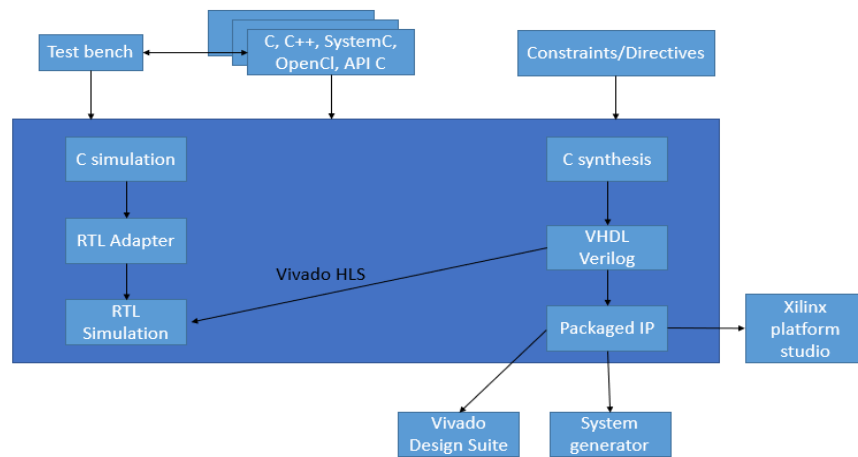 Test bench
C, C++, SystemC,
OpenCl, API C
Constraints/Directives
C simulation
C synthesis
RTL Adapter
VHDL
Verilog
Vivado HLS
RTL
Simulation
Packaged IP
Xilinx
platform
studio
Vivado
Design Suite
System
generator